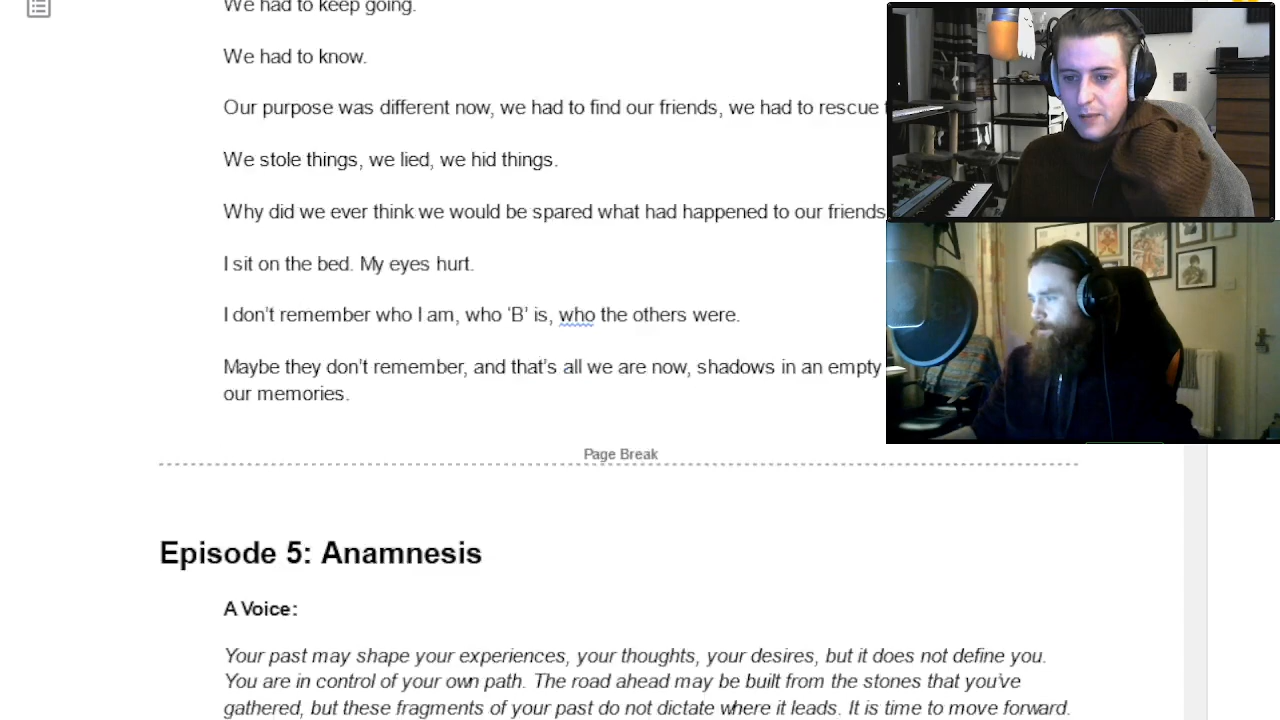 We had to keep going.
We had to know.
Our purpose was different now, we had to find our friends, we had to rescue
We stole things, we lied, we hid things.
Why did we ever think we would be spared what had happened to our friends
I sit on the bed. My eyes hurt.
I don't remember who I am, who 'B' is, who the others were.
Maybe they don't remember, and that's all we are now, shadows in an empty
our memories.
Page Break
Episode 5: Anamnesis
A Voice:
Your past may shape your experiences, your thoughts, your desires, but it does not define you.
You are in control of your own path. The road ahead may be built from the stones that you've
gathered, but these fragments of your past do not dictate where it leads. It is time to move forward.